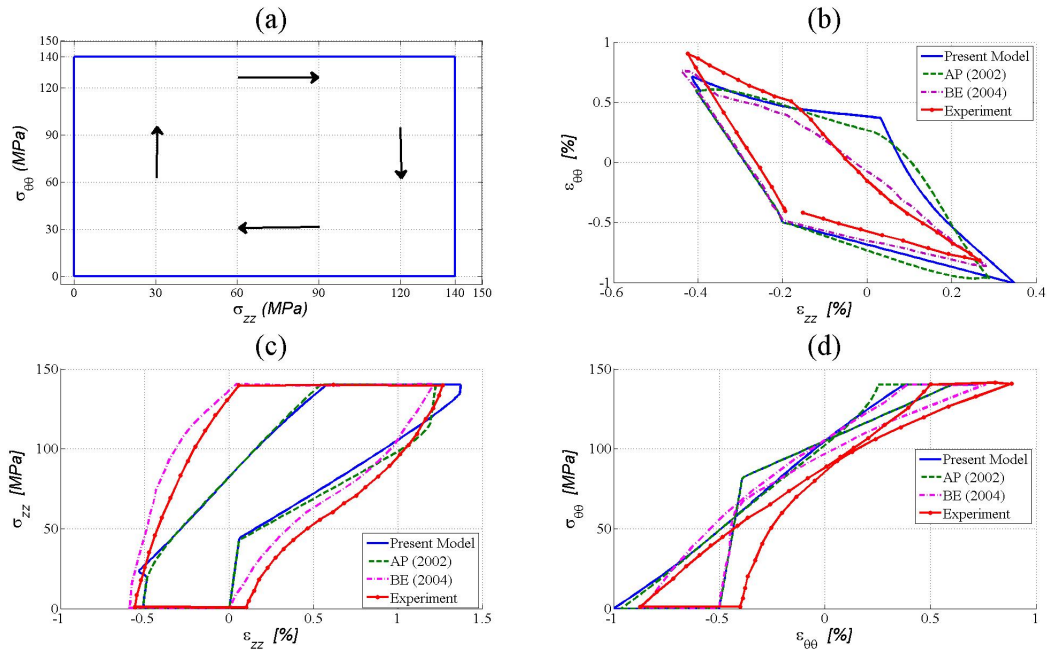 (a)
150
140
120
90
60
30
0
σθθ (MPa)
0 30 60 90 120 140 150
σzz (MPa)
(b)
1
0.5
0
-0.5
-1
εθθ [%]
-0.6 -0.4 -0.2 0 0.2 0.4
εzz [%]
Present Model
AP (2002)
BE (2004)
Experiment
(c)
150
100
50
0
σzz [MPa]
-1 -0.5 0 0.5 1 1.5
εzz [%]
Present Model
AP (2002)
BE (2004)
Experiment
(d)
150
100
50
0
σθθ [MPa]
-1 -0.5 0 0.5 1
εθθ [%]
Present Model
AP (2002)
BE (2004)
Experiment